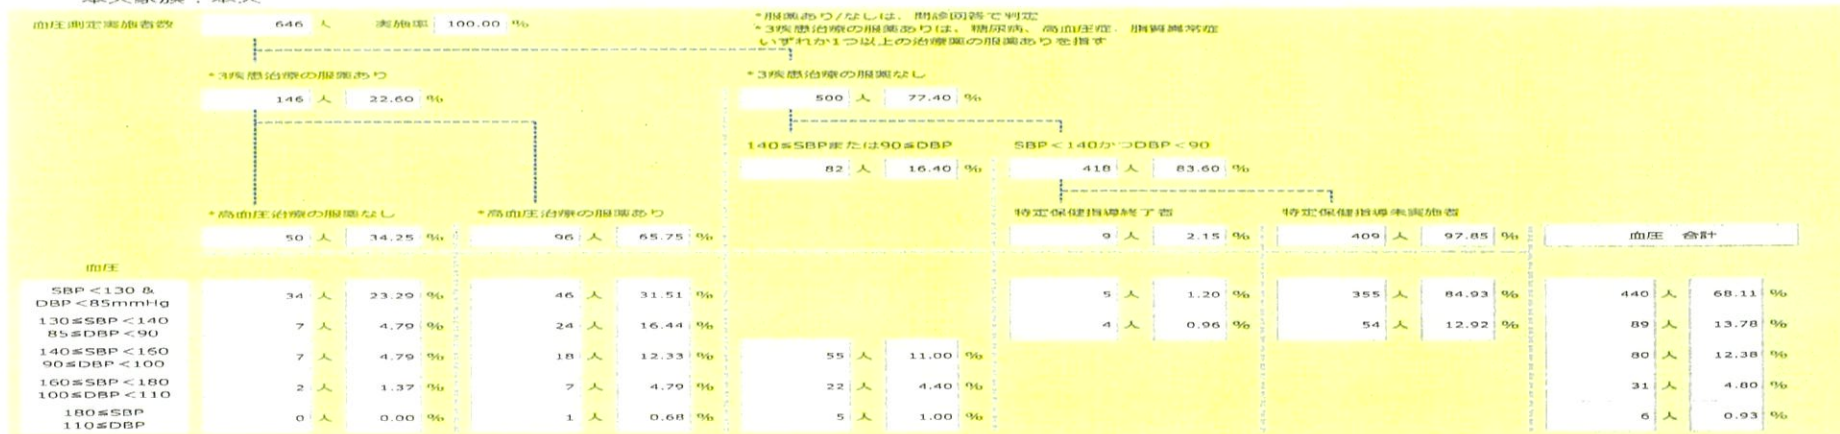 血圧測定実施者数 646 人 実施率 100.00 %
*服薬あり/なしは、問診回答で判定
*3疾患治療の服薬ありは、糖尿病、高血圧症、脂質異常症
いずれか1つ以上の治療薬の服薬ありを指す
*3疾患治療の服薬あり *3疾患治療の服薬なし
146 人 22.60 % 500 人 77.40 %
140≦SBPまたは90≦DBP SBP<140かつDBP<90
82 人 16.40 % 418 人 83.60 %
*高血圧治療の服薬なし *高血圧治療の服薬あり 特定保健指導終了者 特定保健指導未実施者
50 人 34.25 % 96 人 65.75 % 9 人 2.15 % 409 人 97.85 % 血圧 合計
血圧
SBP<130 &
DBP<85mmHg 34 人 23.29 % 46 人 31.51 % 5 人 1.20 % 355 人 84.93 % 440 人 68.11 %
130≦SBP<140
85≦DBP<90 7 人 4.79 % 24 人 16.44 % 4 人 0.96 % 54 人 12.92 % 89 人 13.78 %
140≦SBP<160
90≦DBP<100 7 人 4.79 % 18 人 12.33 % 55 人 11.00 % 80 人 12.38 %
160≦SBP<180
100≦DBP<110 2 人 1.37 % 7 人 4.79 % 22 人 4.40 % 31 人 4.80 %
180≦SBP
110≦DBP 0 人 0.00 % 1 人 0.68 % 5 人 1.00 % 6 人 0.93 %